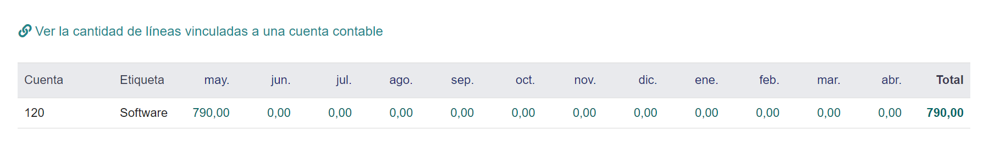 Ver la cantidad de líneas vinculadas a una cuenta contable
Cuenta Etiqueta may. jun. jul. ago. sep. oct. nov. dic. ene. feb. mar. abr. Total
120 Software 790,00 0,00 0,00 0,00 0,00 0,00 0,00 0,00 0,00 0,00 0,00 0,00 790,00